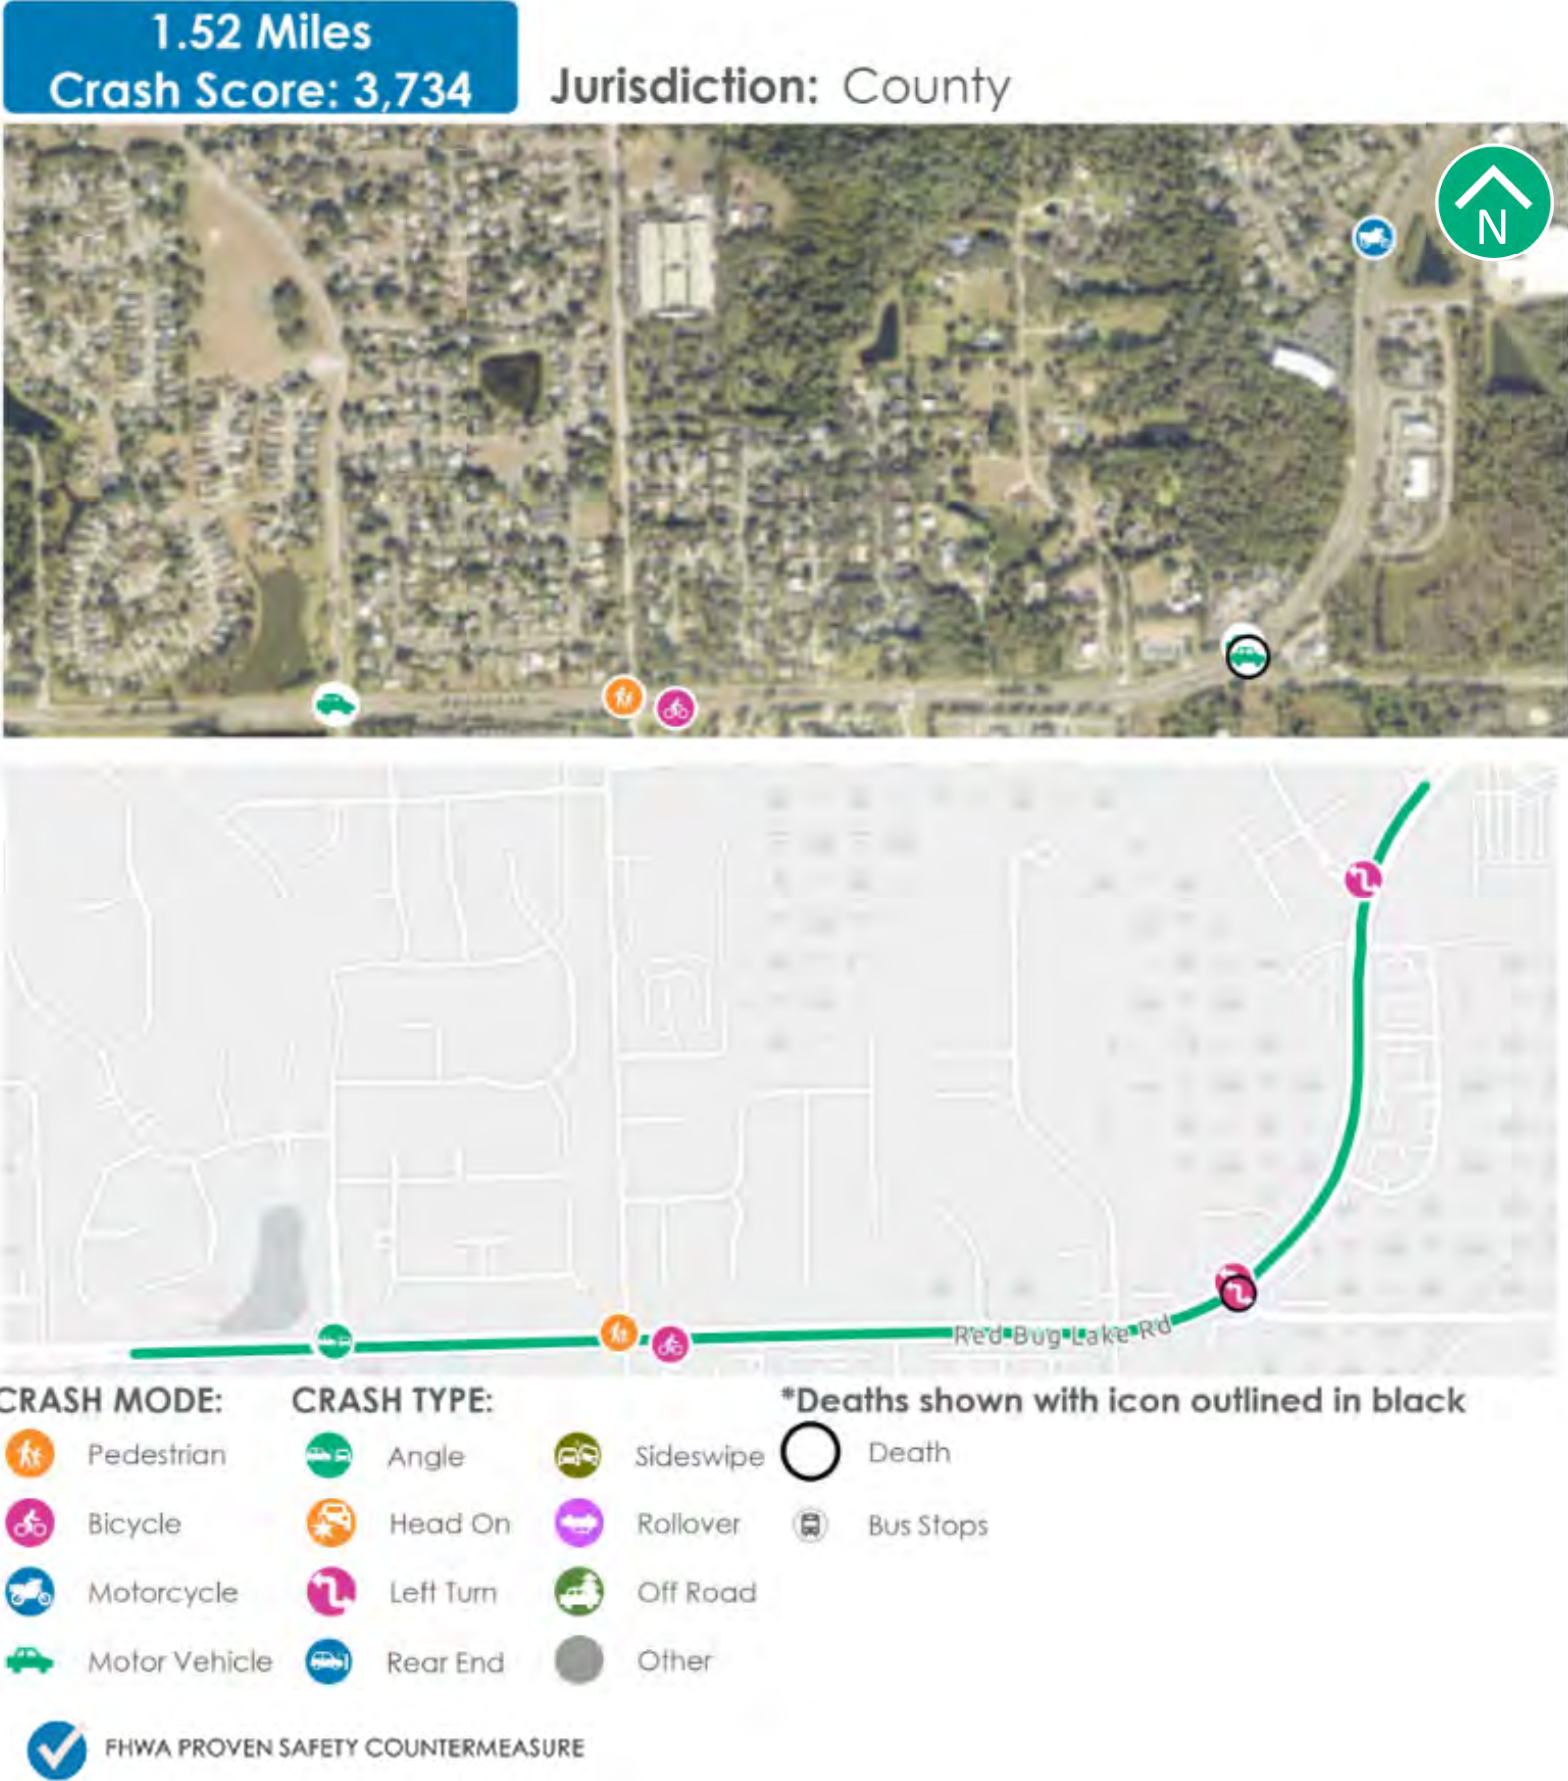 1.52 Miles
Crash Score: 3,734
Jurisdiction: County
N
Red Bug Lake Rd
CRASH MODE:
Pedestrian
Bicycle
Motorcycle
Motor Vehicle
CRASH TYPE:
Angle
Head On
Left Turn
Rear End
Sideswipe
Rollover
Off Road
Other
*Deaths shown with icon outlined in black
Death
Bus Stops
FHWA PROVEN SAFETY COUNTERMEASURE